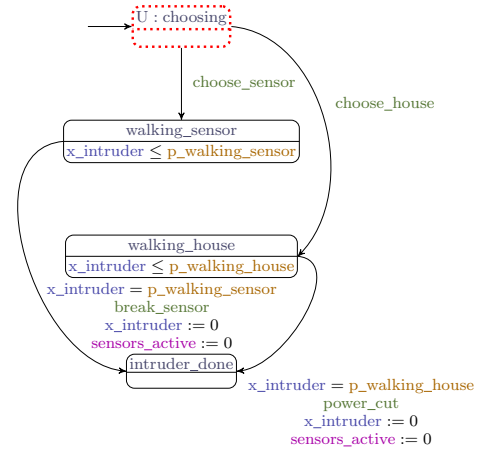 U : choosing
choose_sensor
choose_house
walking_sensor
x_intruder ≤ p_walking_sensor
walking_house
x_intruder ≤ p_walking_house
x_intruder = p_walking_sensor
break_sensor
x_intruder := 0
sensors_active := 0
intruder_done
x_intruder = p_walking_house
power_cut
x_intruder := 0
sensors_active := 0